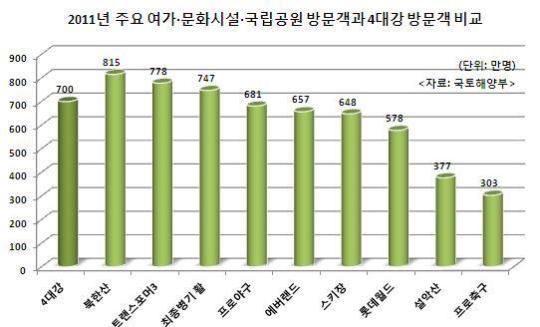 2011년 주요 여가·문화시설·국립공원 방문객과 4대강 방문객 비교
(단위: 만명)
<자료: 국토해양부>
900
800
700
600
500
400
300
200
100
0
700
815
778
747
681
657
648
578
377
303
4대강
북한산
트랜스포머3
최종병기 활
프로야구
에버랜드
스키장
롯데월드
설악산
프로축구